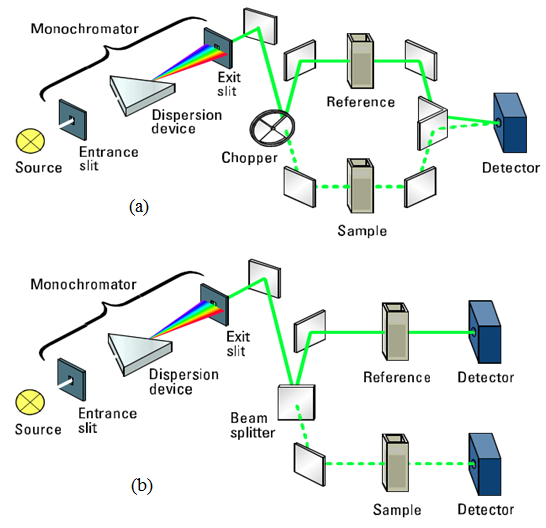 Monochromator
Exit
slit
Reference
Dispersion
device
Chopper
Entrance
slit
Source
Detector
Sample
(a)
Monochromator
Exit
slit
Dispersion
device
Reference
Detector
Beam
splitter
Entrance
slit
Source
Sample
Detector
(b)